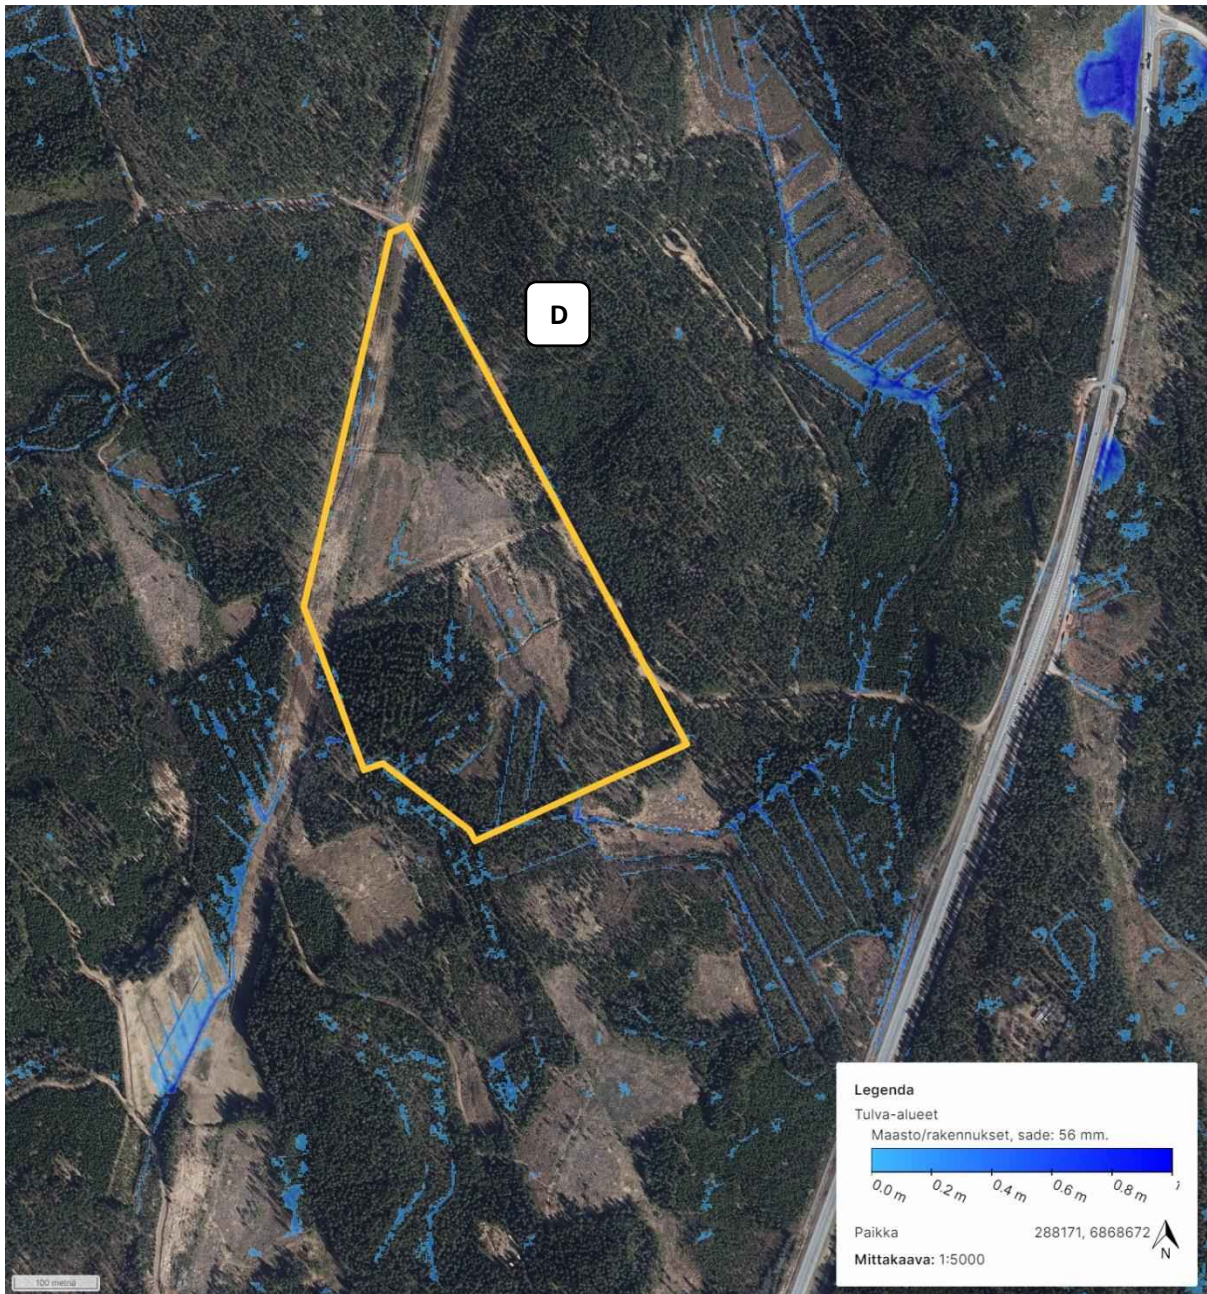 D
Legenda
Tulva-alueet
Maasto/rakennukset, sade: 56 mm.
0.0 m 0.2 m 0.4 m 0.6 m 0.8 m
Paikka 288171, 6868672
N
Mittakaava: 1:5000
100 metriä